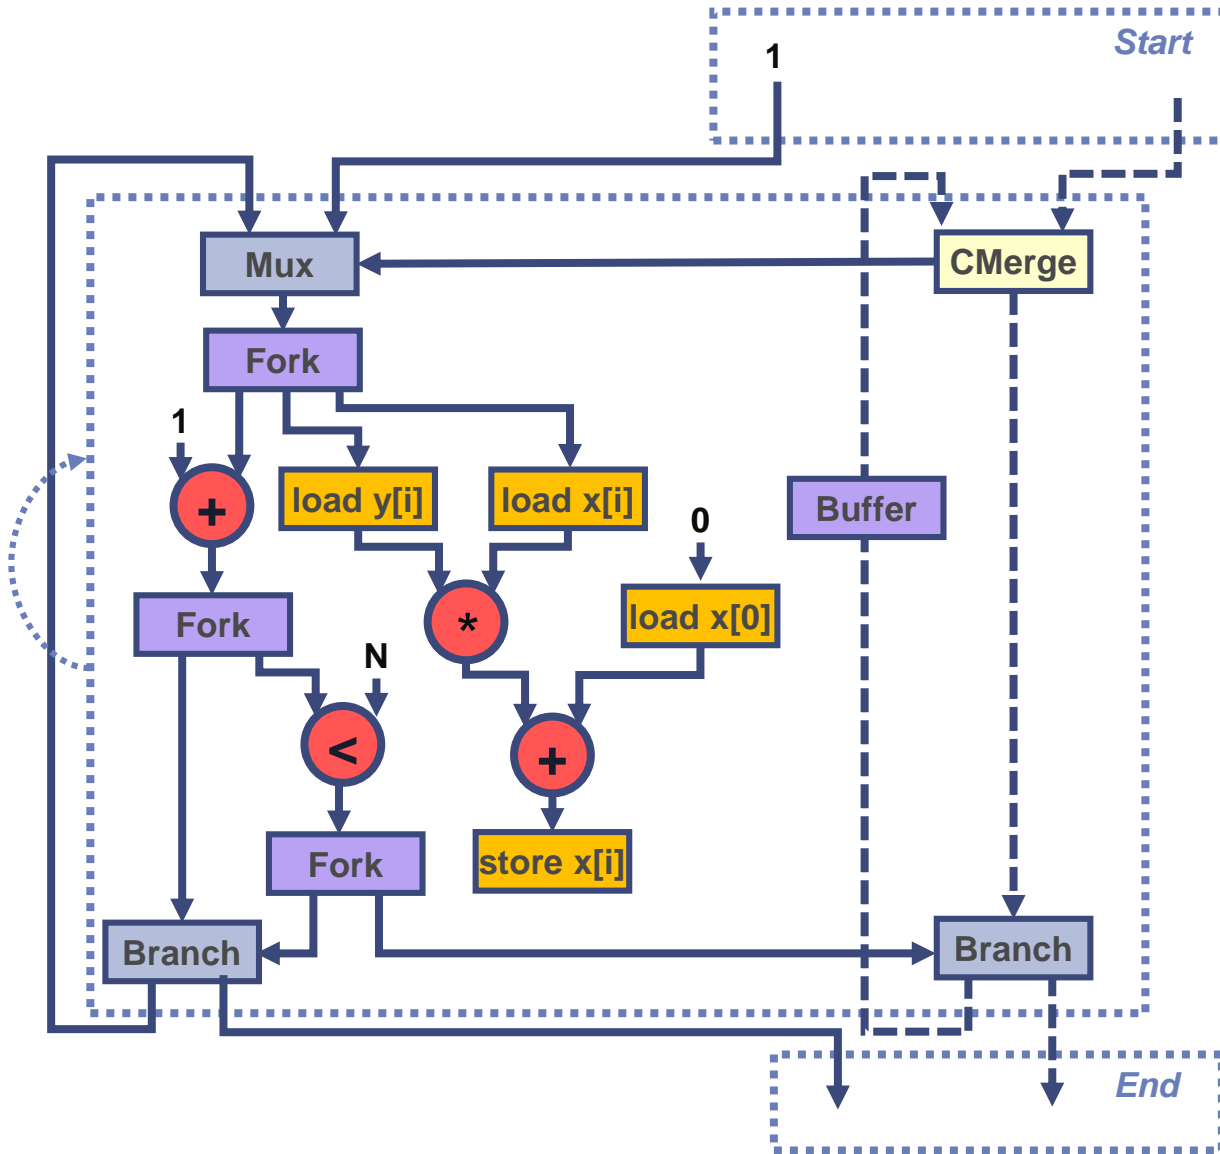 Start
1
Mux
CMerge
Fork
1
+
load y[i]
load x[i]
Buffer
0
Fork
*
load x[0]
N
<
+
Fork
store x[i]
Branch
Branch
End